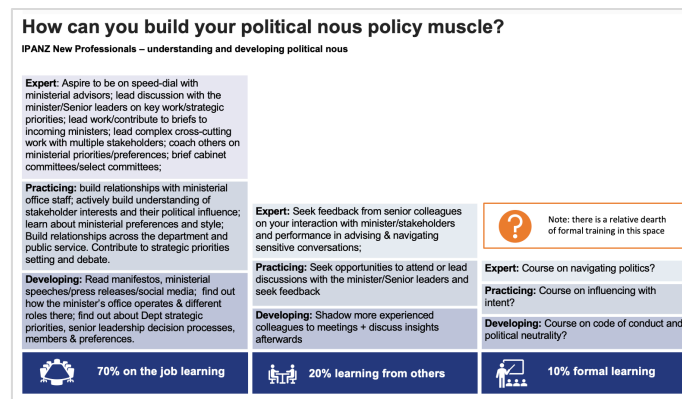 How can you build your political nous policy muscle?
IPANZ New Professionals – understanding and developing political nous
Expert: Aspire to be on speed-dial with
ministerial advisors; lead discussion with the
minister/Senior leaders on key work/strategic
priorities; lead work/contribute to briefs to
incoming ministers; lead complex cross-cutting
work with multiple stakeholders; coach others on
ministerial priorities/preferences; brief cabinet
committees/select committees;
Practicing: build relationships with ministerial
office staff; actively build understanding of
stakeholder interests and their political influence;
learn about ministerial preferences and style;
Build relationships across the department and
public service. Contribute to strategic priorities
setting and debate.
Developing: Read manifestos, ministerial
speeches/press releases/social media; find out
how the minister's office operates & different
roles there; find out about Dept strategic
priorities, senior leadership decision processes,
members & preferences.
70% on the job learning
Expert: Seek feedback from senior colleagues
on your interaction with minister/stakeholders
and performance in advising & navigating
sensitive conversations;
Practicing: Seek opportunities to attend or lead
discussions with the minister/Senior leaders and
seek feedback
Developing: Shadow more experienced
colleagues to meetings + discuss insights
afterwards
20% learning from others
?
Note: there is a relative dearth
of formal training in this space
Expert: Course on navigating politics?
Practicing: Course on influencing with
intent?
Developing: Course on code of conduct and
political neutrality?
10% formal learning